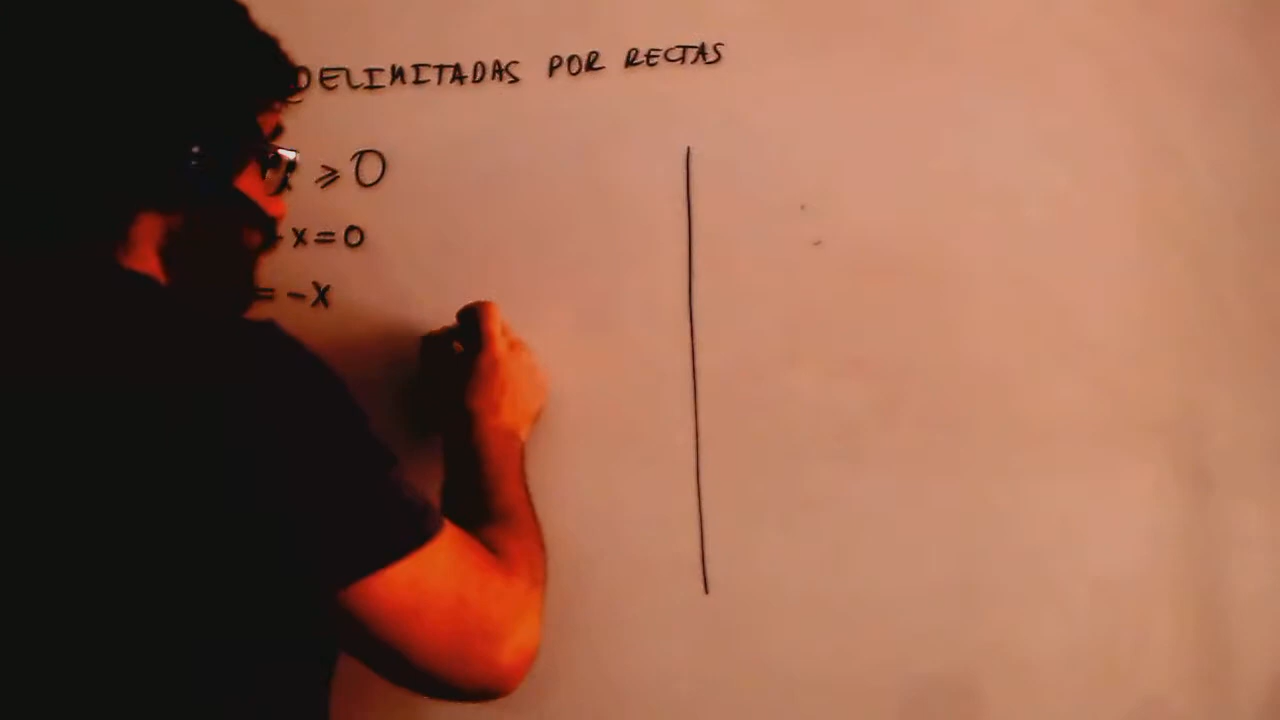 DELIMITADAS POR RECTAS
⩾ 0
x = 0
= -x